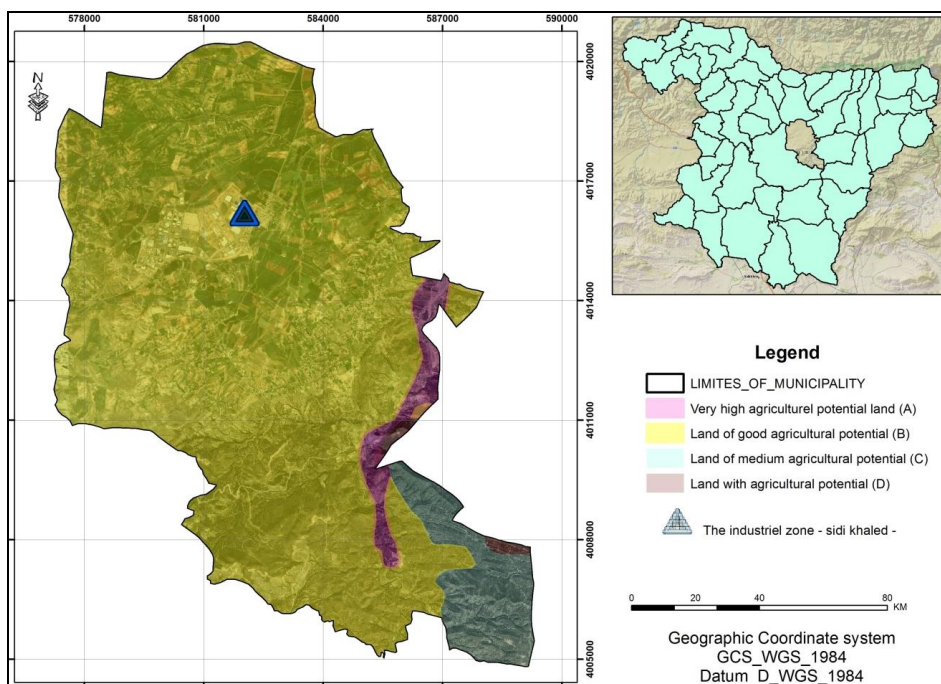 578000 581000 584000 587000 590000
N
4020000
4017000
4014000
4011000
4008000
4005000
Legend
LIMITES_OF_MUNICIPALITY
Very high agriculturel potential land (A)
Land of good agricultural potential (B)
Land of medium agricultural potential (C)
Land with agricultural potential (D)
The industriel zone - sidi khaled -
0 20 40 80
KM
Geographic Coordinate system
GCS_WGS_1984
Datum D_WGS_1984